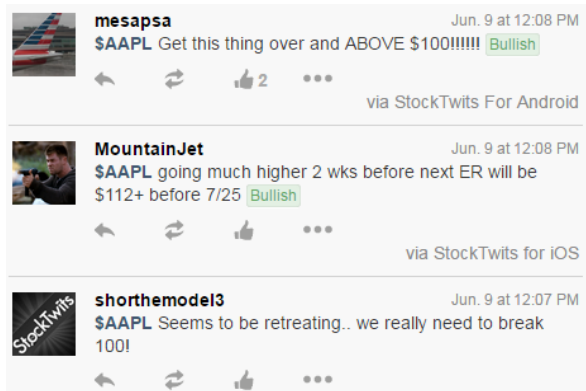 mesapsa Jun. 9 at 12:08 PM
$AAPL Get this thing over and ABOVE $100!!!!!! Bullish
2
via StockTwits For Android
MountainJet Jun. 9 at 12:08 PM
$AAPL going much higher 2 wks before next ER will be
$112+ before 7/25 Bullish
via StockTwits for iOS
shorthemodel3 Jun. 9 at 12:07 PM
StockTwits
$AAPL Seems to be retreating.. we really need to break
100!